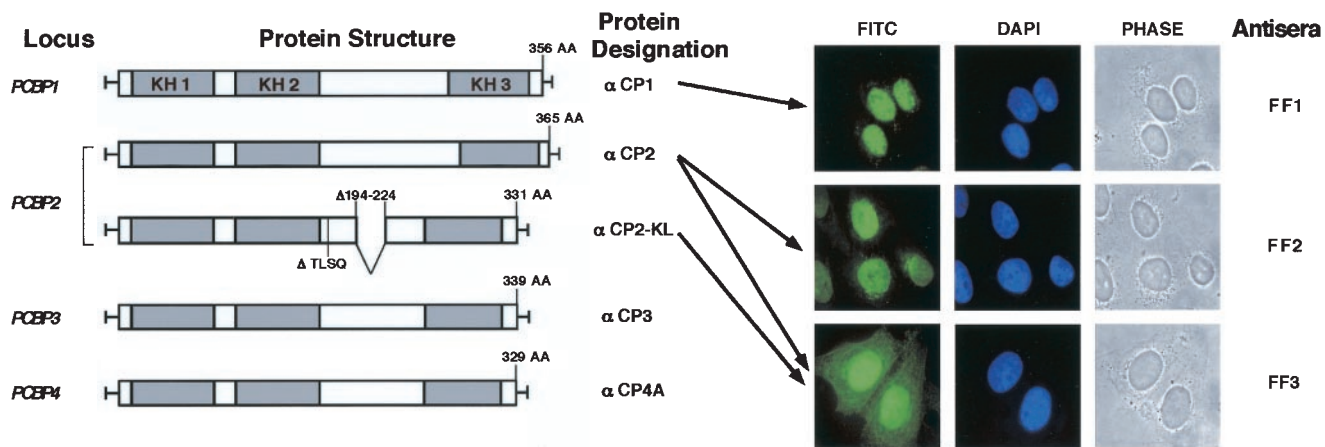 Locus
Protein Structure
Protein
Designation
FITC
DAPI
PHASE
Antisera
356 AA
PCBP1
KH 1
KH 2
KH 3
α CP1
FF1
365 AA
PCBP2
α CP2
Δ194-224
331 AA
α CP2-KL
FF2
Δ TLSQ
339 AA
PCBP3
α CP3
329 AA
PCBP4
α CP4A
FF3